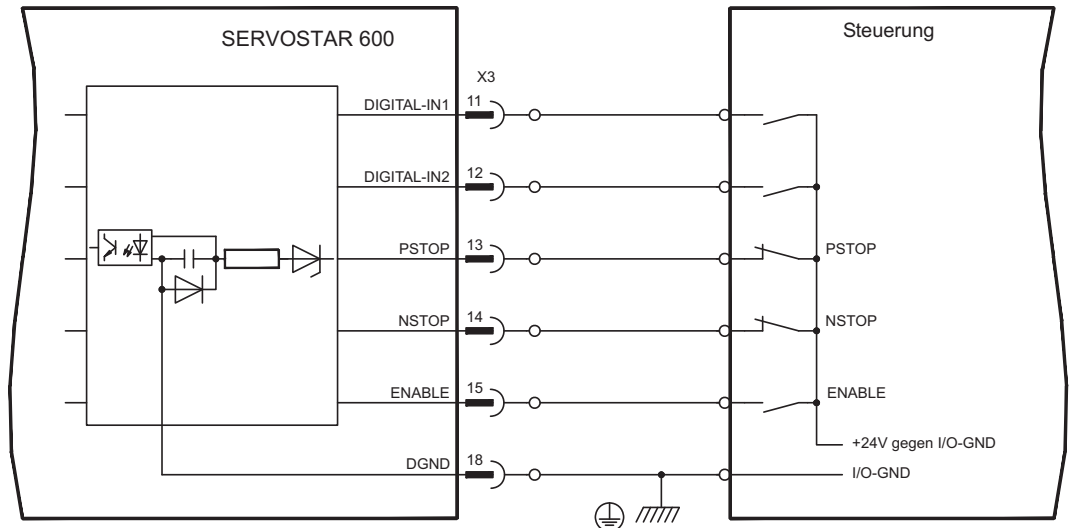 SERVOSTAR 600
Steuerung
X3
DIGITAL-IN1 11
DIGITAL-IN2 12
PSTOP 13 PSTOP
NSTOP 14 NSTOP
ENABLE 15 ENABLE
+24V gegen I/O-GND
DGND 18 I/O-GND